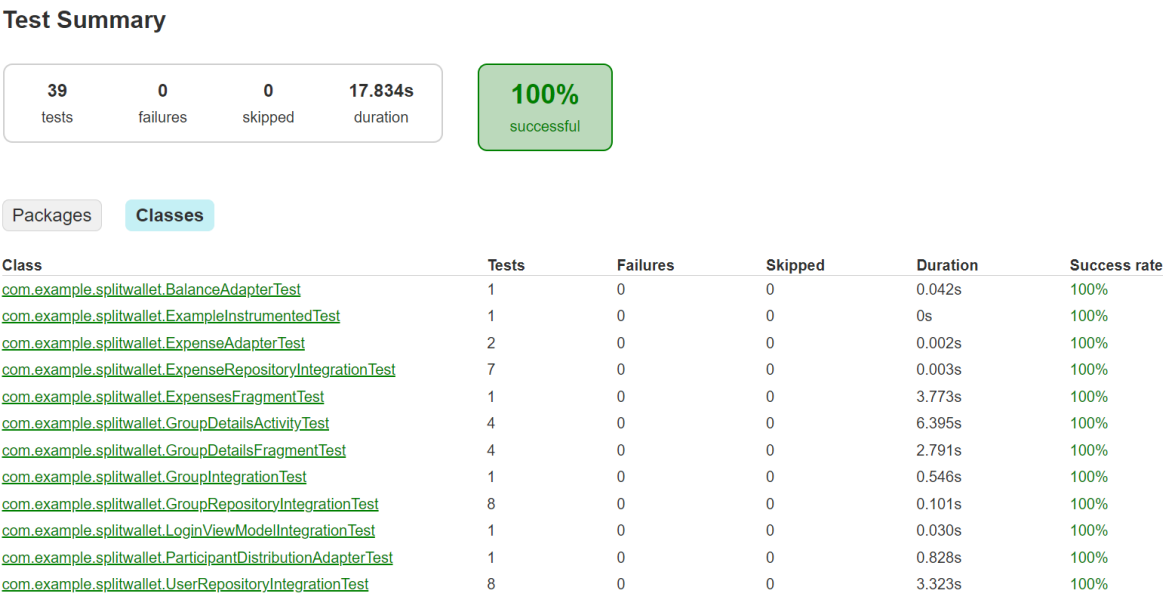 Test Summary
39 0 0 17.834s
tests failures skipped duration
100%
successful
Packages Classes
Class Tests Failures Skipped Duration Success rate
com.example.splitwallet.BalanceAdapterTest 1 0 0 0.042s 100%
com.example.splitwallet.ExampleInstrumentedTest 1 0 0 0s 100%
com.example.splitwallet.ExpenseAdapterTest 2 0 0 0.002s 100%
com.example.splitwallet.ExpenseRepositoryIntegrationTest 7 0 0 0.003s 100%
com.example.splitwallet.ExpensesFragmentTest 1 0 0 3.773s 100%
com.example.splitwallet.GroupDetailsActivityTest 4 0 0 6.395s 100%
com.example.splitwallet.GroupDetailsFragmentTest 4 0 0 2.791s 100%
com.example.splitwallet.GroupIntegrationTest 1 0 0 0.546s 100%
com.example.splitwallet.GroupRepositoryIntegrationTest 8 0 0 0.101s 100%
com.example.splitwallet.LoginViewModelIntegrationTest 1 0 0 0.030s 100%
com.example.splitwallet.ParticipantDistributionAdapterTest 1 0 0 0.828s 100%
com.example.splitwallet.UserRepositoryIntegrationTest 8 0 0 3.323s 100%